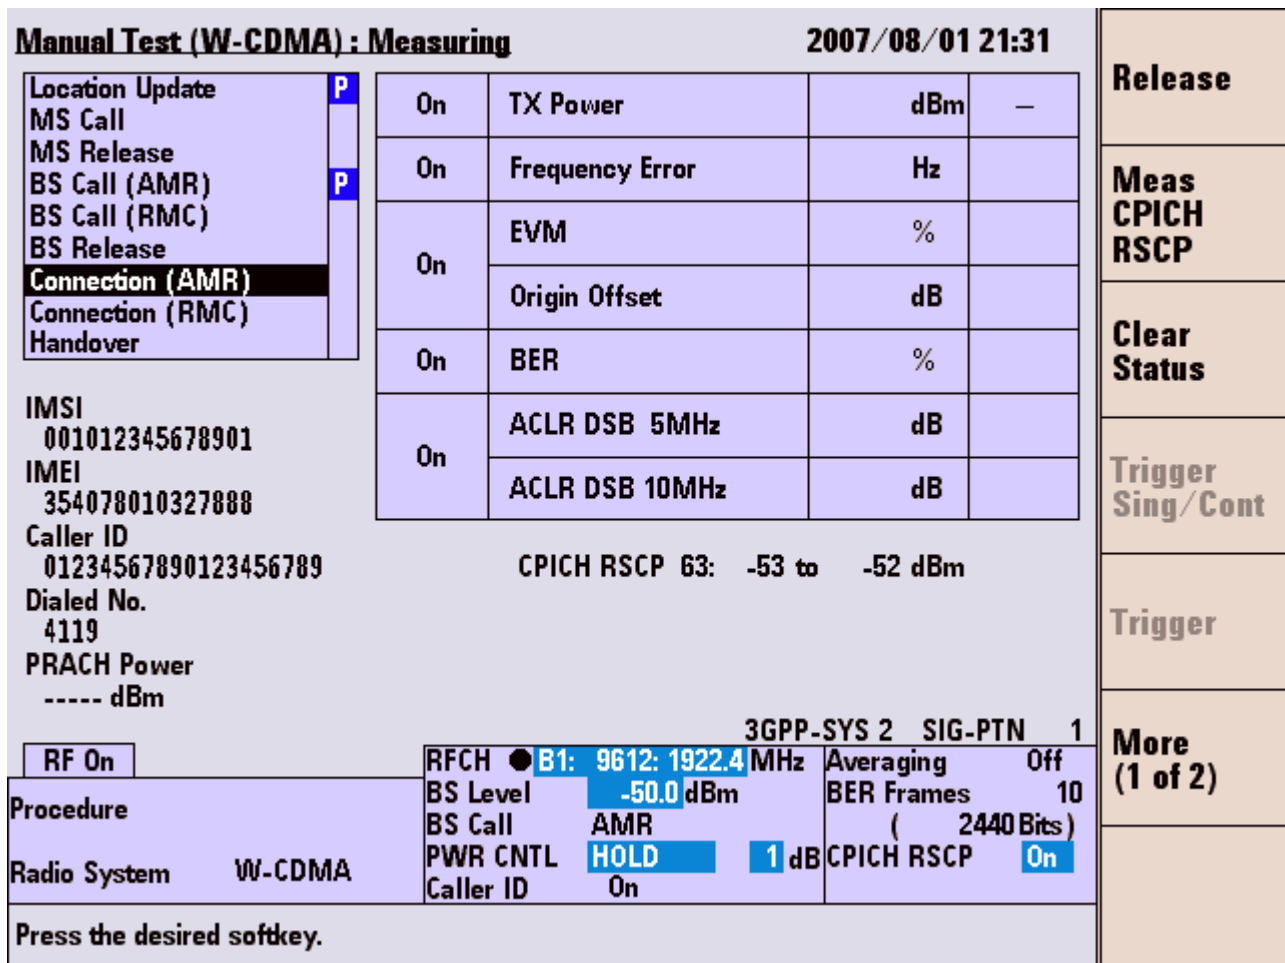 Manual Test (W-CDMA) : Measuring 2007/08/01 21:31
Location Update P
MS Call
MS Release
BS Call (AMR) P
BS Call (RMC)
BS Release
Connection (AMR)
Connection (RMC)
Handover
On TX Power dBm –
On Frequency Error Hz
On EVM %
Origin Offset dB
On BER %
On ACLR DSB 5MHz dB
ACLR DSB 10MHz dB
IMSI
001012345678901
IMEI
354078010327888
Caller ID
01234567890123456789
Dialed No.
4119
PRACH Power
----- dBm
CPICH RSCP 63: -53 to -52 dBm
3GPP-SYS 2 SIG-PTN 1
RF On
Procedure
Radio System W-CDMA
RFCH ● B1: 9612: 1922.4 MHz
BS Level -50.0 dBm
BS Call AMR
PWR CNTL HOLD 1 dB
Caller ID On
Averaging Off
BER Frames 10
( 2440 Bits )
CPICH RSCP On
Press the desired softkey.
Release
Meas
CPICH
RSCP
Clear
Status
Trigger
Sing/Cont
Trigger
More
(1 of 2)